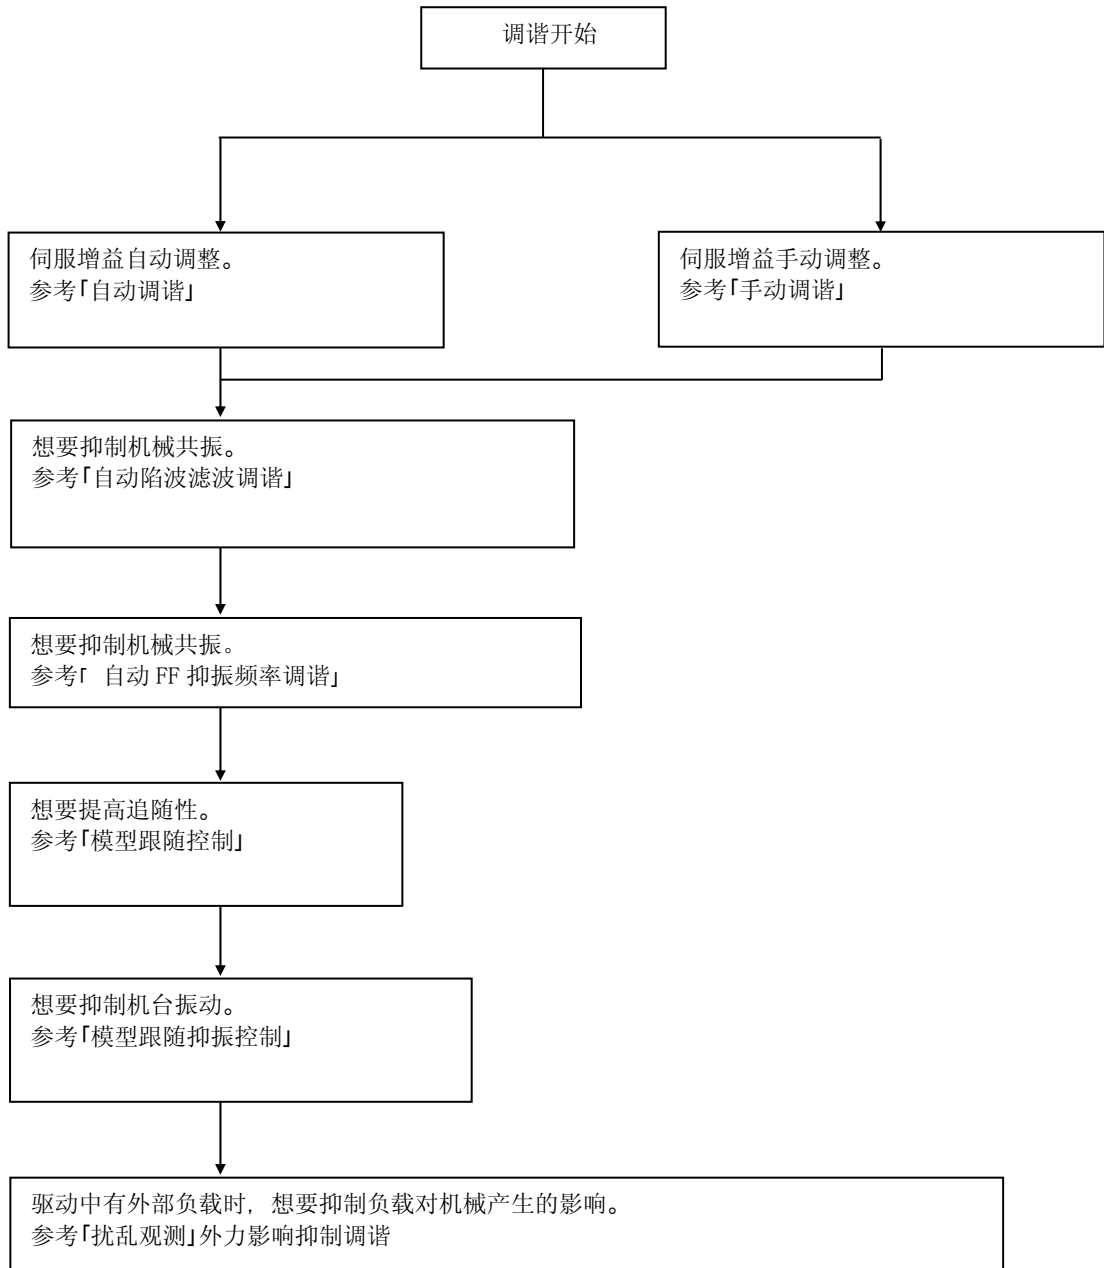 调谐开始
伺服增益自动调整。
参考「自动调谐」
伺服增益手动调整。
参考「手动调谐」
想要抑制机械共振。
参考「自动陷波滤波调谐」
想要抑制机械共振。
参考「 自动 FF 抑振频率调谐」
想要提高追随性。
参考「模型跟随控制」
想要抑制机台振动。
参考「模型跟随抑振控制」
驱动中有外部负载时，想要抑制负载对机械产生的影响。
参考「扰乱观测」外力影响抑制调谐